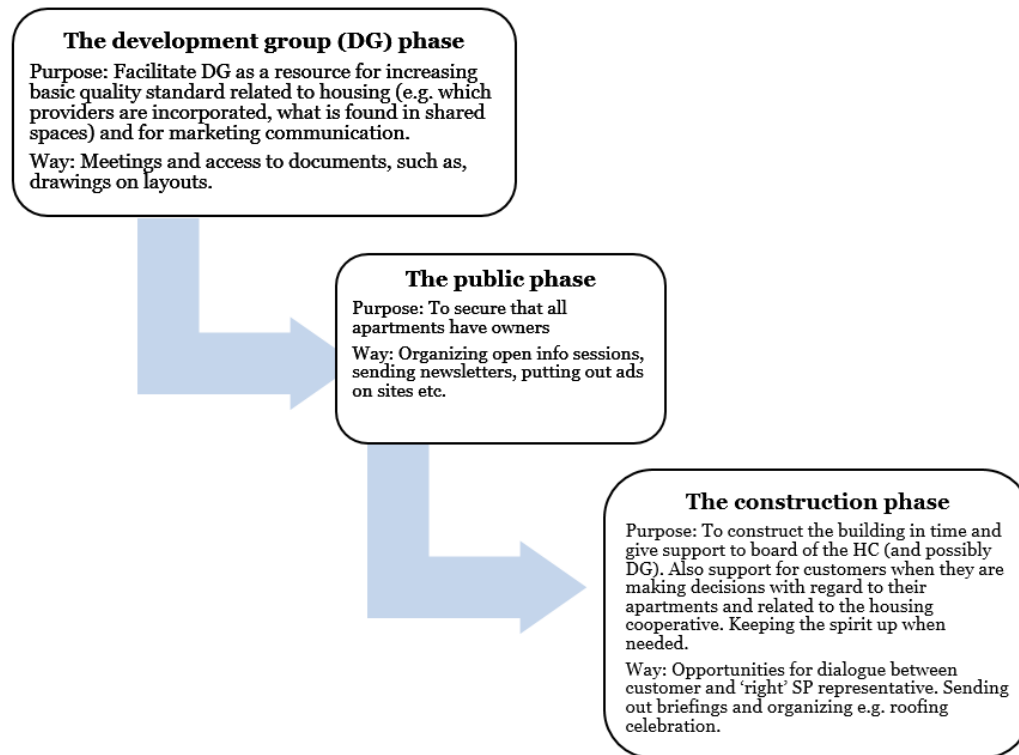 The development group (DG) phase
Purpose: Facilitate DG as a resource for increasing
basic quality standard related to housing (e.g. which
providers are incorporated, what is found in shared
spaces) and for marketing communication.
Way: Meetings and access to documents, such as,
drawings on layouts.
The public phase
Purpose: To secure that all
apartments have owners
Way: Organizing open info sessions,
sending newsletters, putting out ads
on sites etc.
The construction phase
Purpose: To construct the building in time and
give support to board of the HC (and possibly
DG). Also support for customers when they are
making decisions with regard to their
apartments and related to the housing
cooperative. Keeping the spirit up when
needed.
Way: Opportunities for dialogue between
customer and ‘right’ SP representative. Sending
out briefings and organizing e.g. roofing
celebration.